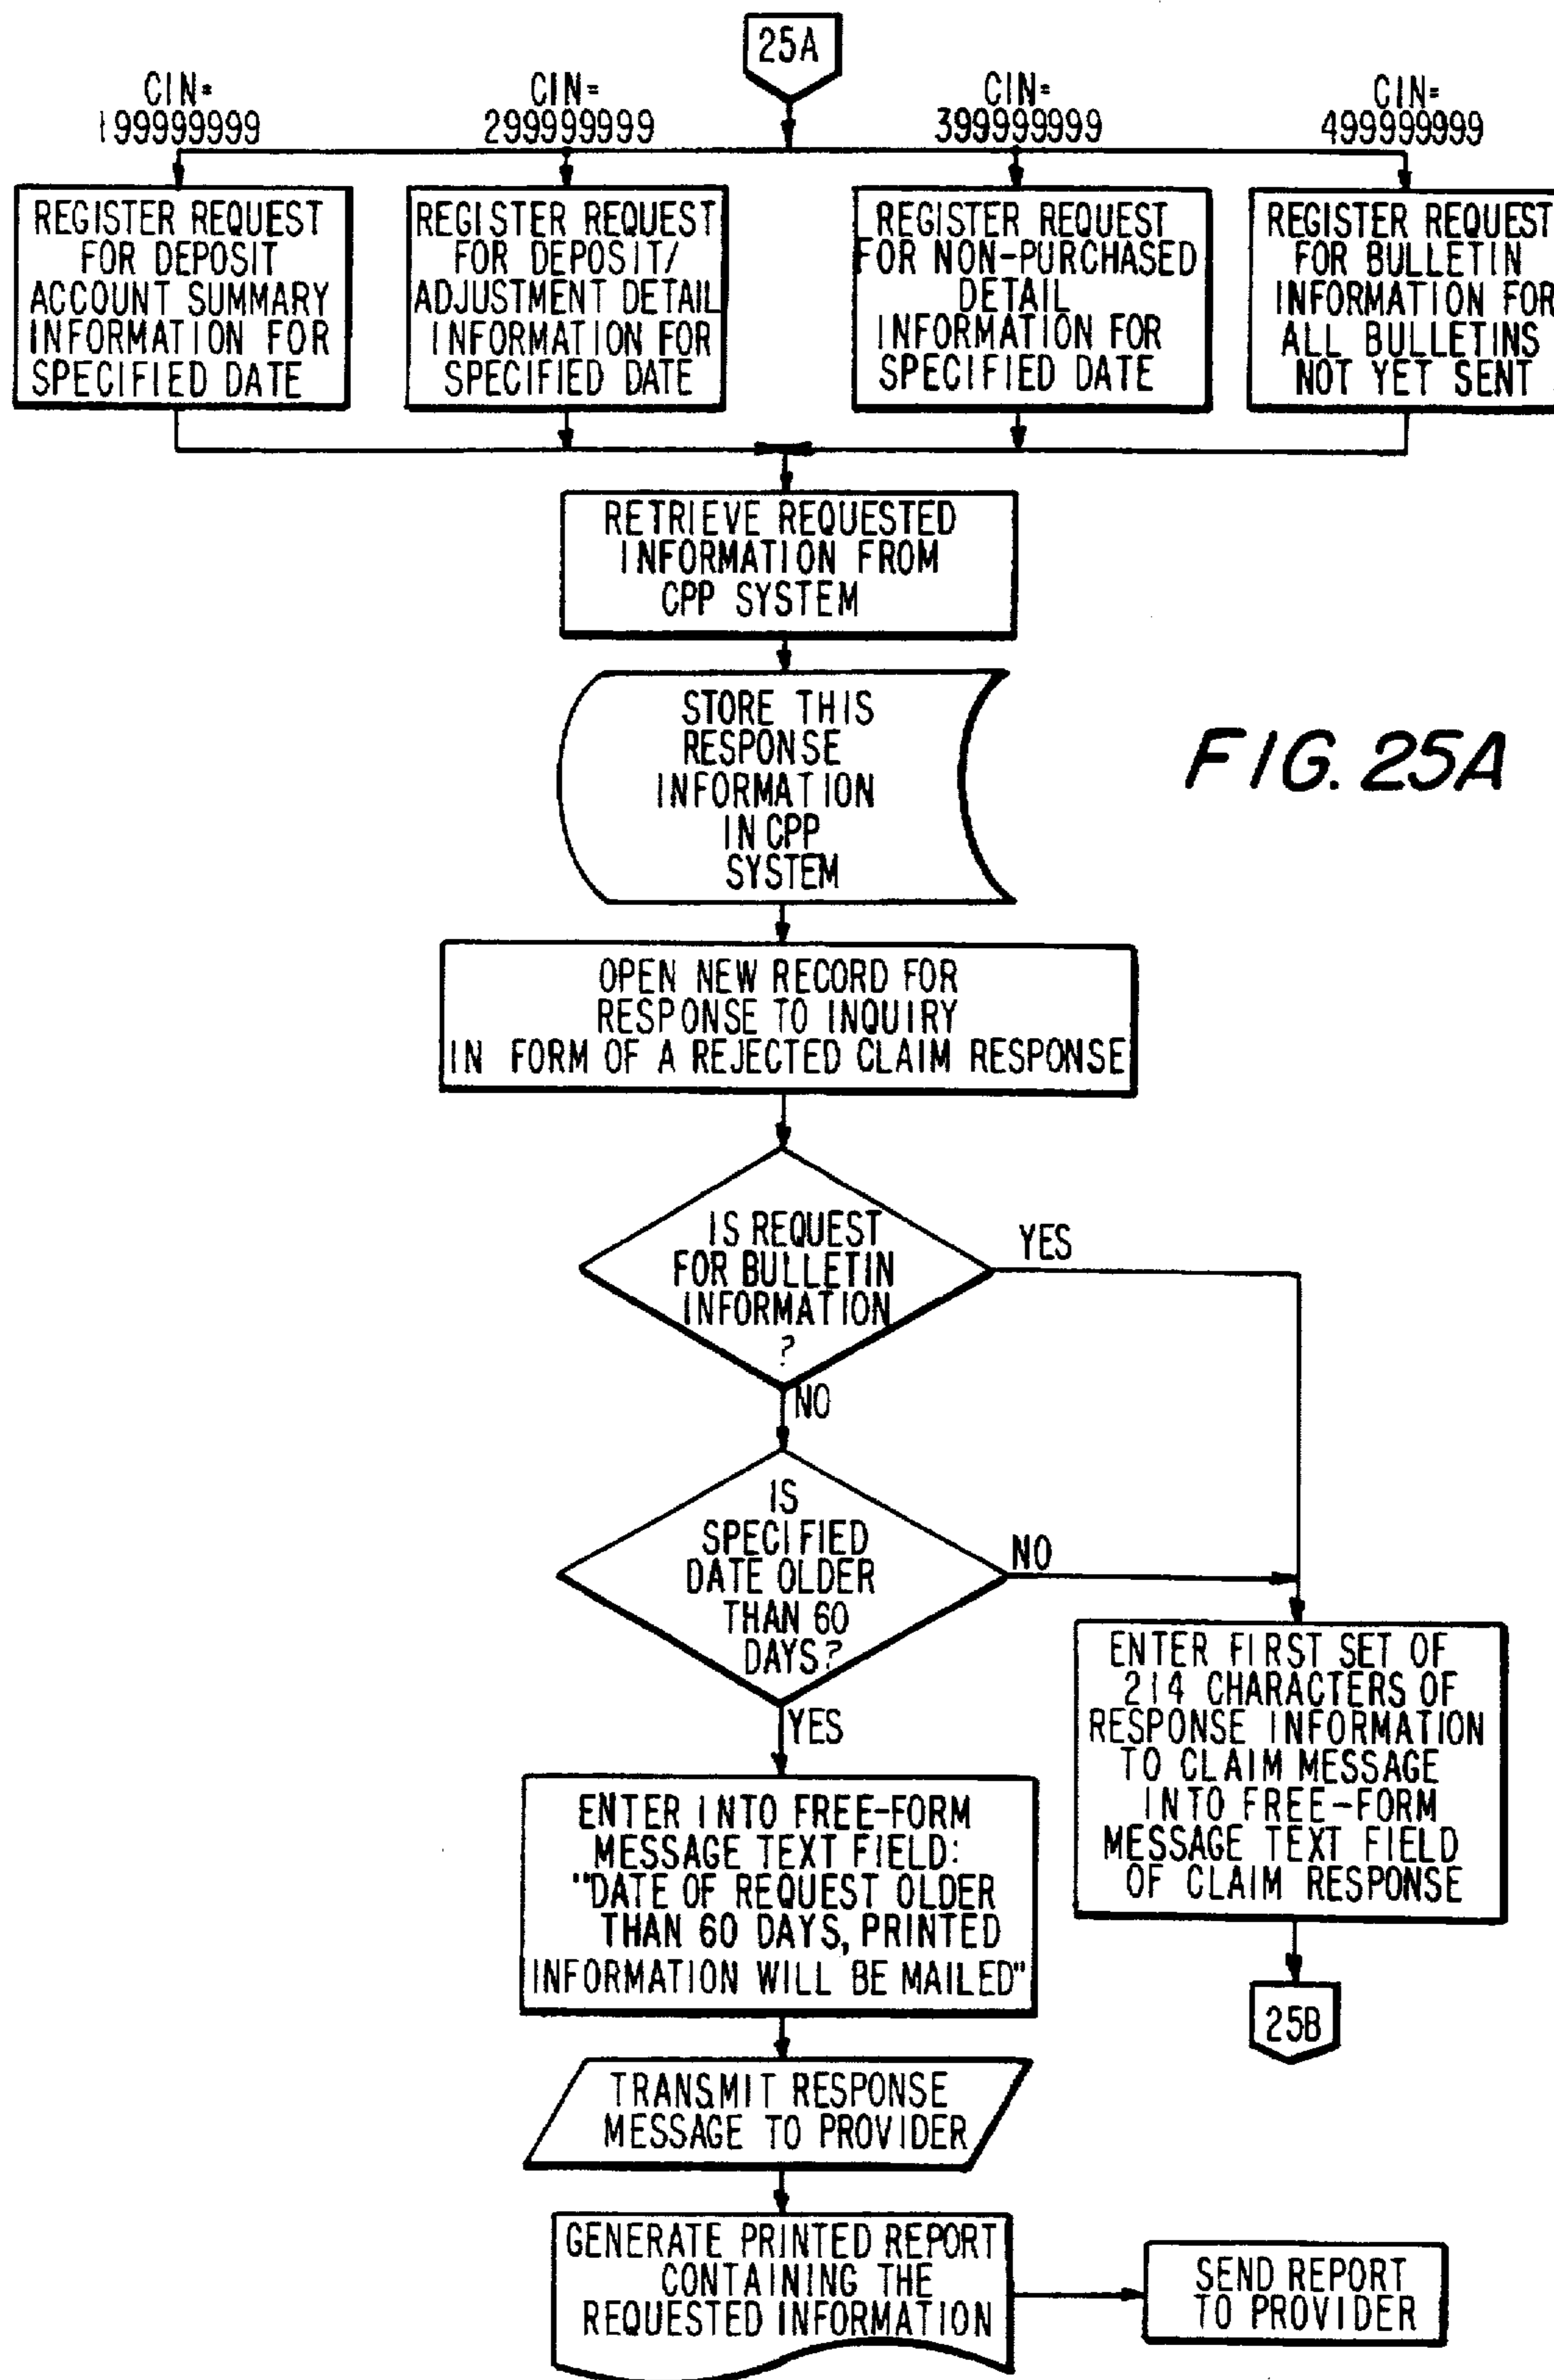 25A
CIN=
199999999
CIN=
299999999
CIN=
399999999
CIN=
499999999
REGISTER REQUEST
FOR DEPOSIT
ACCOUNT SUMMARY
INFORMATION FOR
SPECIFIED DATE
REGISTER REQUEST
FOR DEPOSIT/
ADJUSTMENT DETAIL
INFORMATION FOR
SPECIFIED DATE
REGISTER REQUEST
FOR NON-PURCHASED
DETAIL
INFORMATION FOR
SPECIFIED DATE
REGISTER REQUEST
FOR BULLETIN
INFORMATION FOR
ALL BULLETINS
NOT YET SENT
RETRIEVE REQUESTED
INFORMATION FROM
CPP SYSTEM
STORE THIS
RESPONSE
INFORMATION
IN CPP
SYSTEM
FIG. 25A
OPEN NEW RECORD FOR
RESPONSE TO INQUIRY
IN FORM OF A REJECTED CLAIM RESPONSE
IS REQUEST
FOR BULLETIN
INFORMATION
?
YES
NO
IS
SPECIFIED
DATE OLDER
THAN 60
DAYS?
NO
YES
ENTER FIRST SET OF
214 CHARACTERS OF
RESPONSE INFORMATION
TO CLAIM MESSAGE
INTO FREE-FORM
MESSAGE TEXT FIELD
OF CLAIM RESPONSE
25B
ENTER INTO FREE-FORM
MESSAGE TEXT FIELD:
"DATE OF REQUEST OLDER
THAN 60 DAYS, PRINTED
INFORMATION WILL BE MAILED"
TRANSMIT RESPONSE
MESSAGE TO PROVIDER
GENERATE PRINTED REPORT
CONTAINING THE
REQUESTED INFORMATION
SEND REPORT
TO PROVIDER